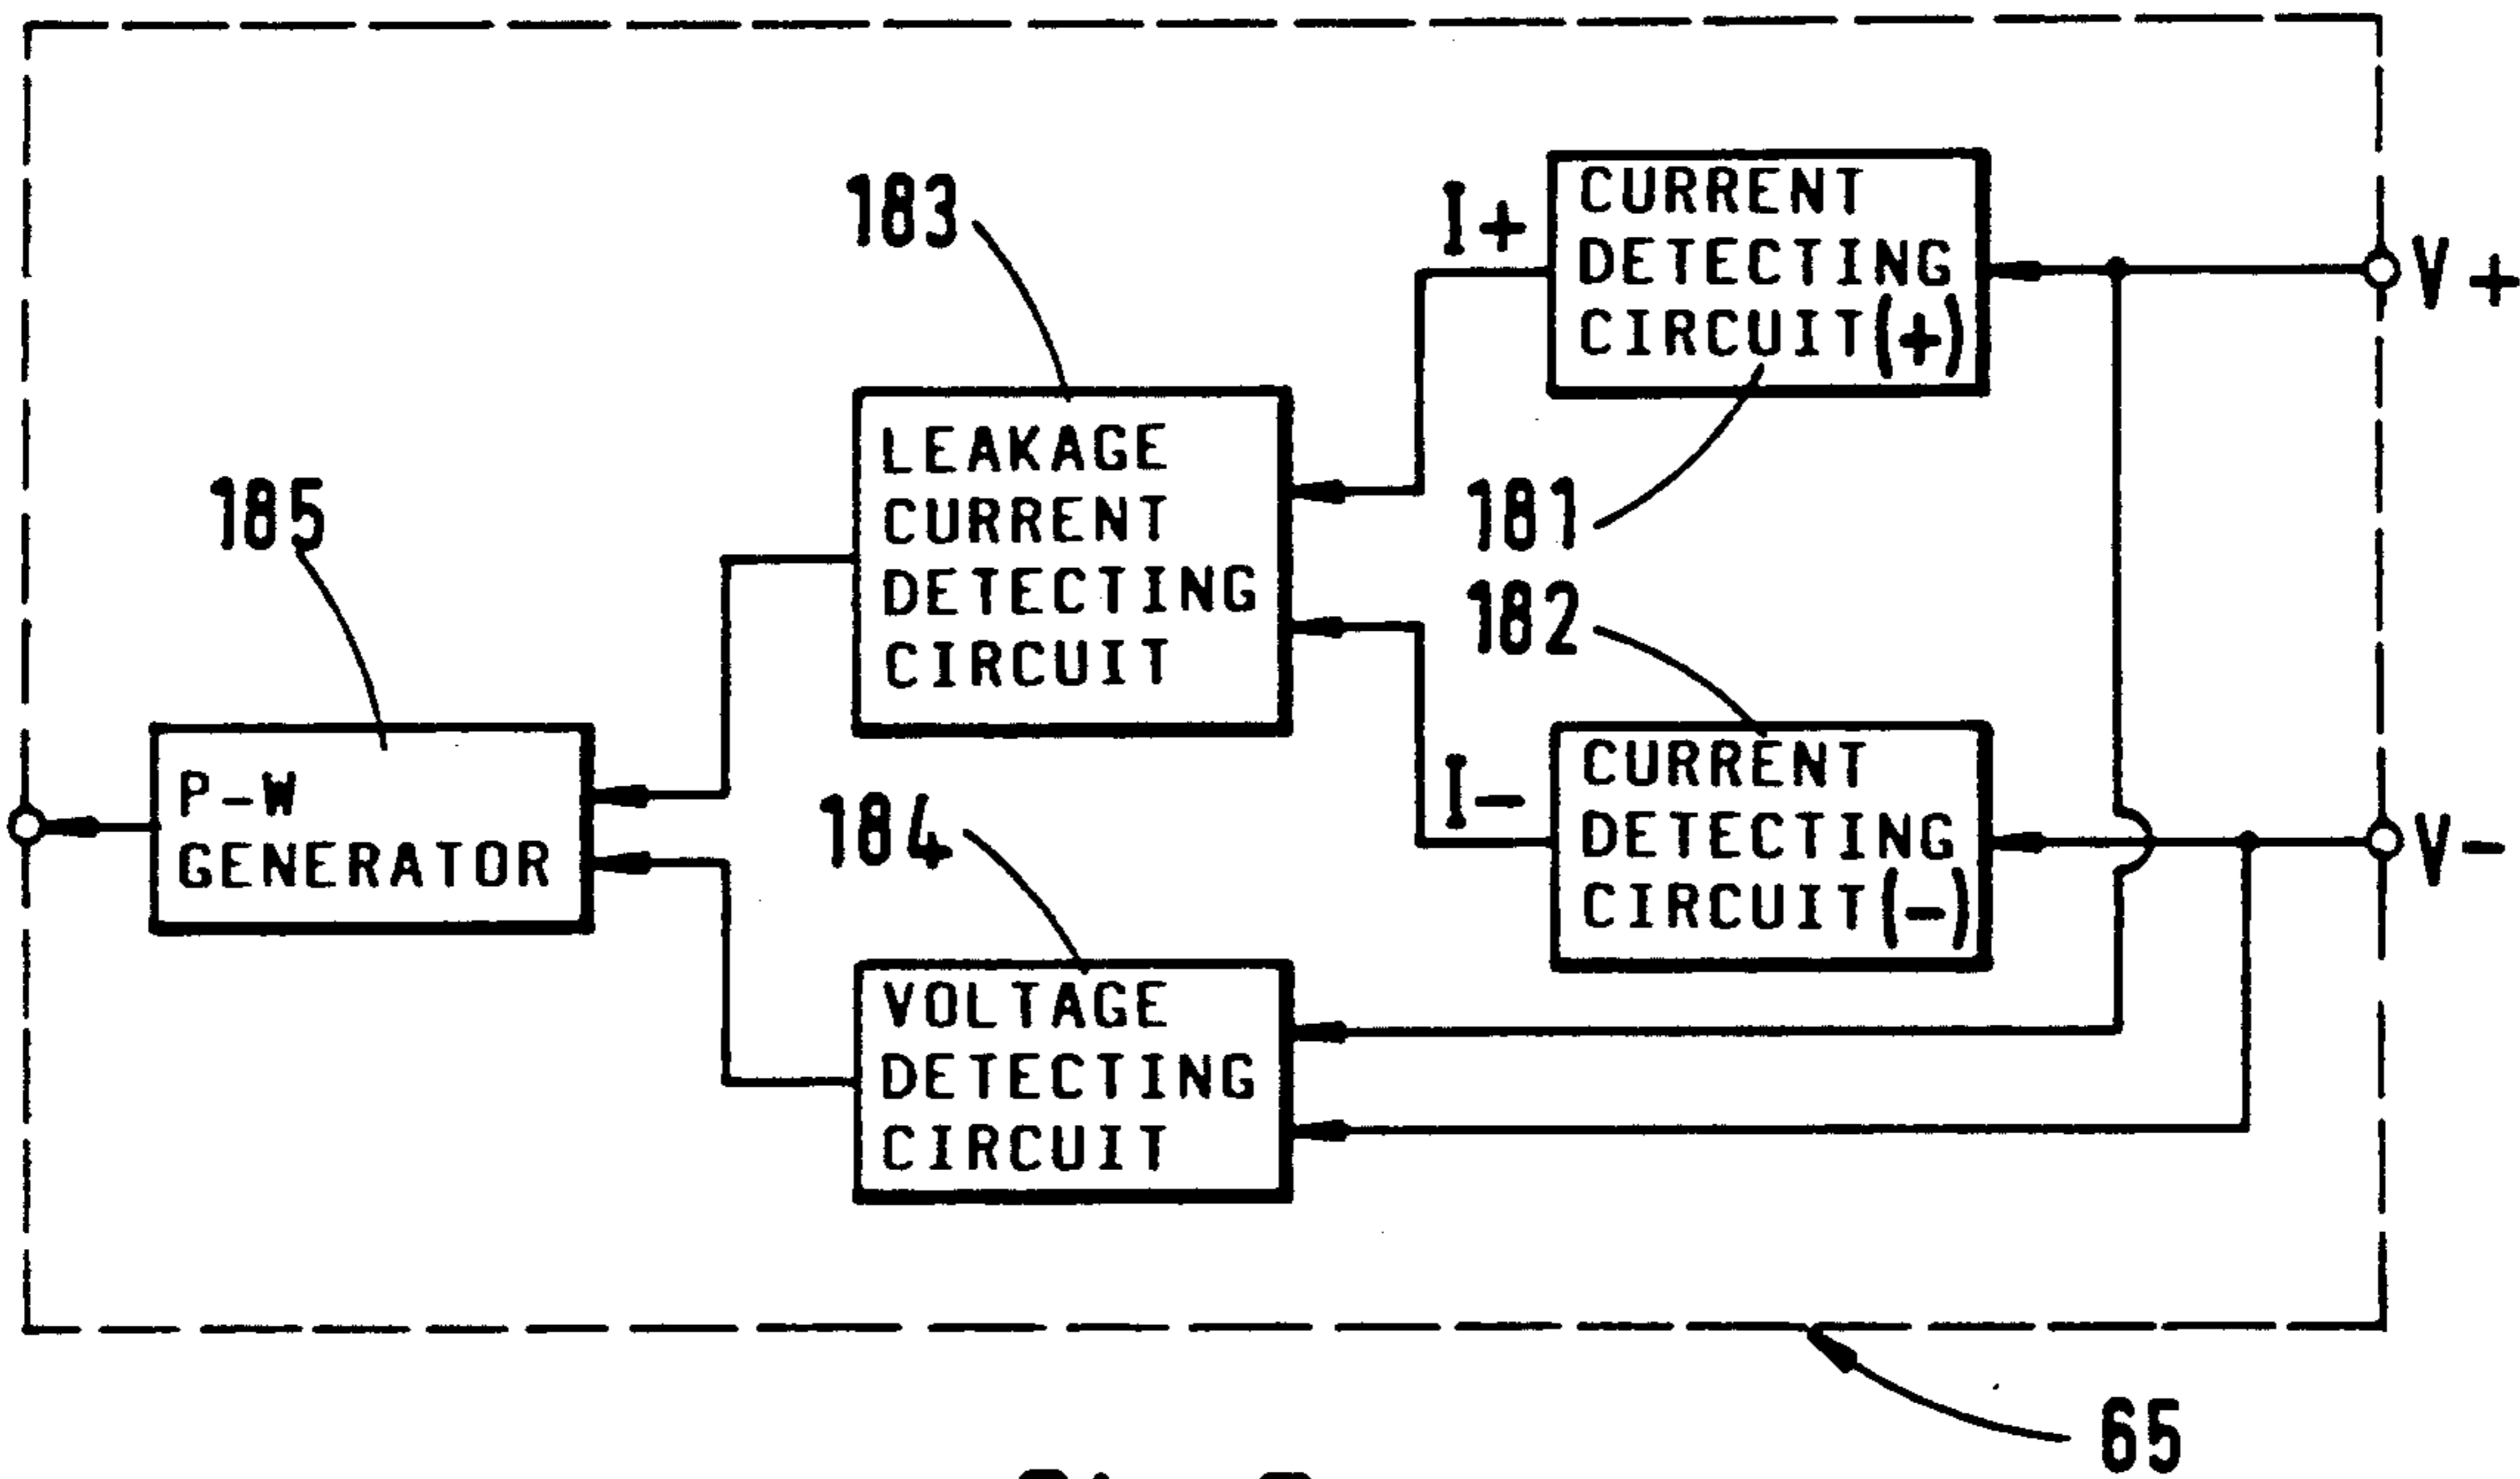 183
I+
CURRENT
DETECTING
CIRCUIT(+)
V+
LEAKAGE
CURRENT
DETECTING
CIRCUIT
181
185
182
P-W
GENERATOR
184
I-
CURRENT
DETECTING
CIRCUIT(-)
V-
VOLTAGE
DETECTING
CIRCUIT
65